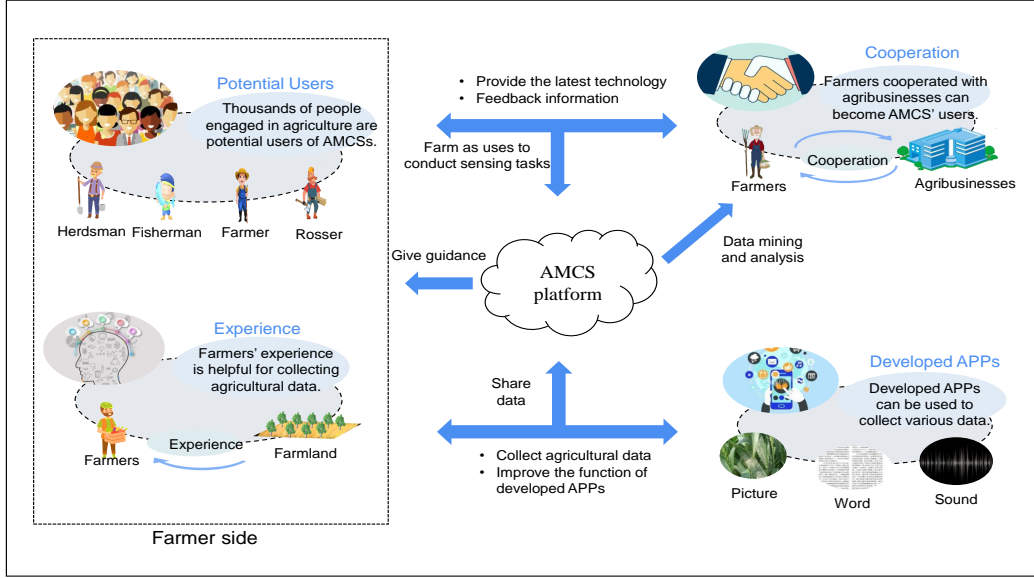 Potential Users
Thousands of people
engaged in agriculture are
potential users of AMCSs.
Herdsman
Fisherman
Farmer
Rosser
• Provide the latest technology
• Feedback information
Farm as uses to
conduct sensing tasks
Cooperation
Farmers cooperated with
agribusinesses can
become AMCS' users.
Cooperation
Farmers
Agribusinesses
Give guidance
AMCS
platform
Data mining
and analysis
Experience
Farmers' experience
is helpful for collecting
agricultural data.
Experience
Farmers
Farmland
Share
data
• Collect agricultural data
• Improve the function of
developed APPs
Developed APPs
Developed APPs
can be used to
collect various data.
Picture
Word
Sound
Farmer side